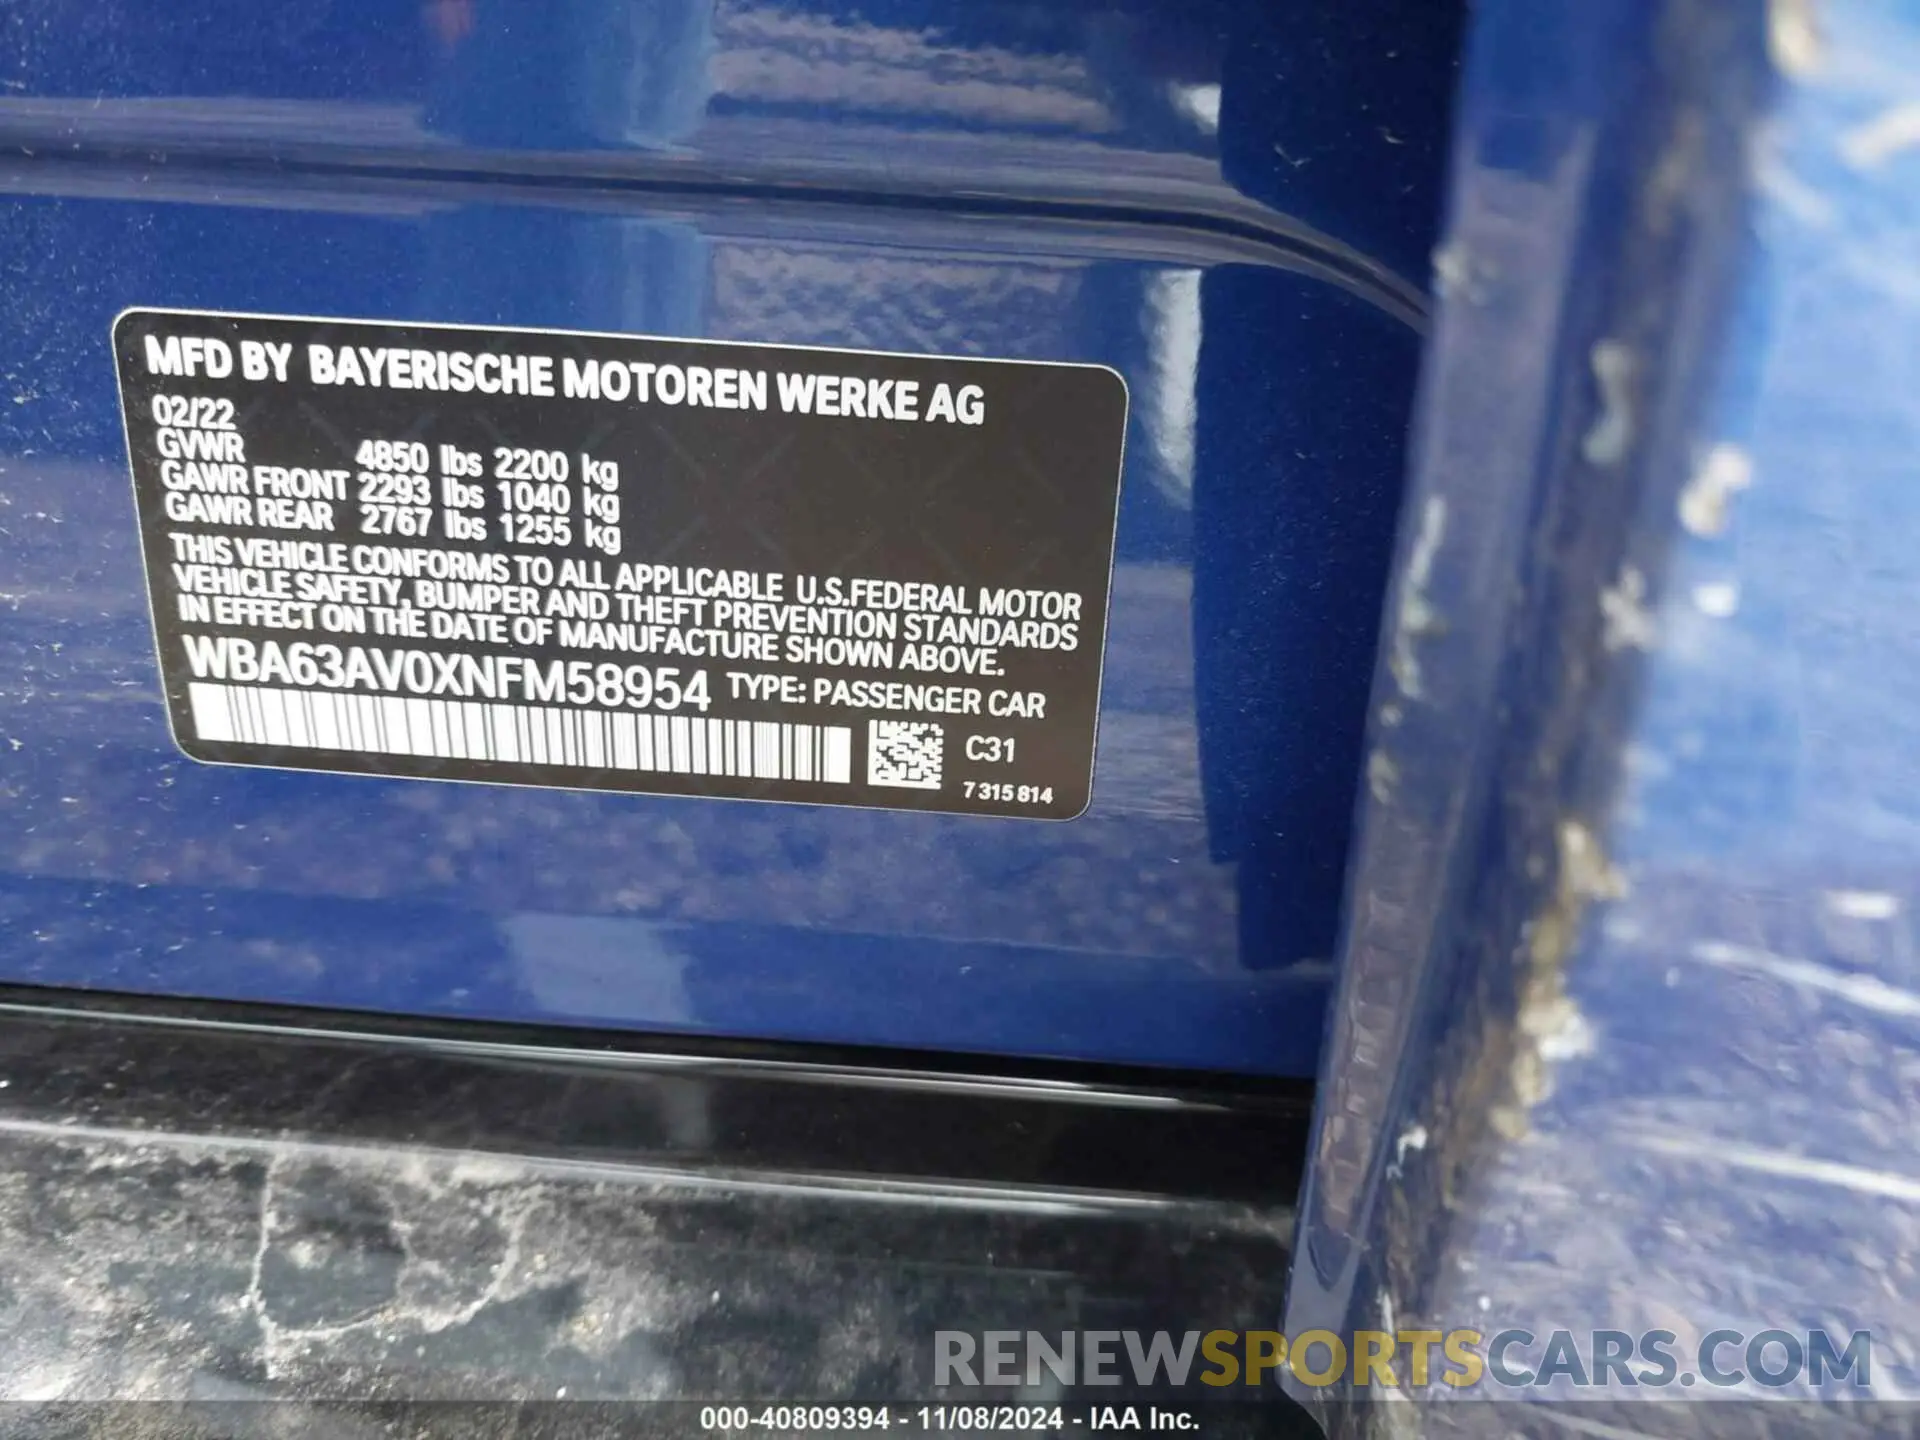 MFD BY BAYERISCHE MOTOREN WERKE AG
02/22
GVWR 4850 lbs 2200 kg
GAWR FRONT 2293 lbs 1040 kg
GAWR REAR 2767 lbs 1255 kg
THIS VEHICLE CONFORMS TO ALL APPLICABLE U.S.FEDERAL MOTOR
VEHICLE SAFETY, BUMPER AND THEFT PREVENTION STANDARDS
IN EFFECT ON THE DATE OF MANUFACTURE SHOWN ABOVE.
WBA63AV0XNFM58954 TYPE: PASSENGER CAR
C31
7 315 814
RENEWSPORTSCARS.COM
000-40809394 - 11/08/2024 - IAA Inc.